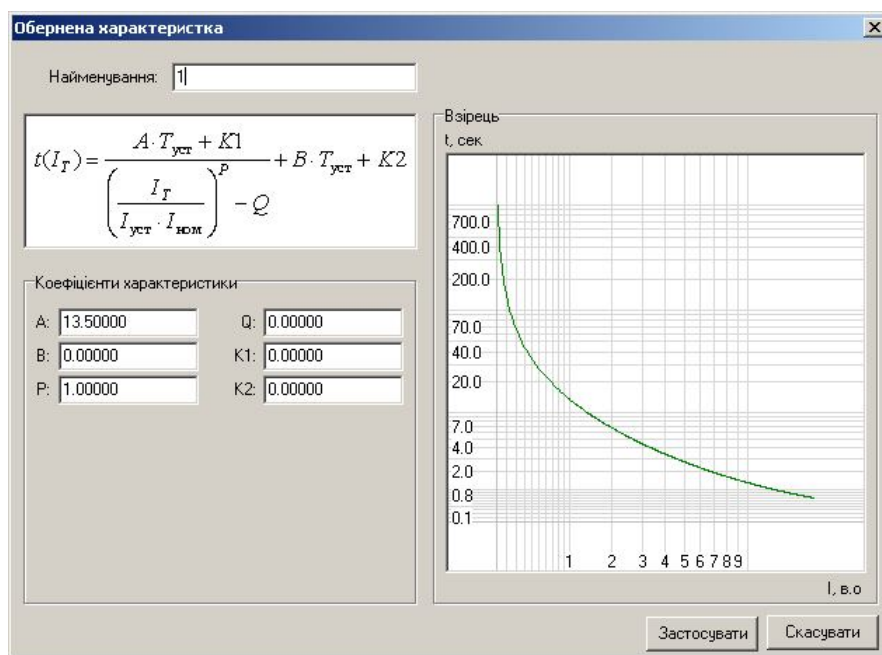 Обернена характеристка
Найменування: 1
t(I_T) = (A · T_уст + K1) / ((I_T / (I_уст · I_ном))^P − Q) + B · T_уст + K2
Коефіцієнти характеристики
A: 13.50000 Q: 0.00000
B: 0.00000 K1: 0.00000
P: 1.00000 K2: 0.00000
Взірець
t, сек
700.0
400.0
200.0
70.0
40.0
20.0
7.0
4.0
2.0
0.8
0.1
1 2 3 4 5 6 7 8 9
I, в.о
Застосувати Скасувати